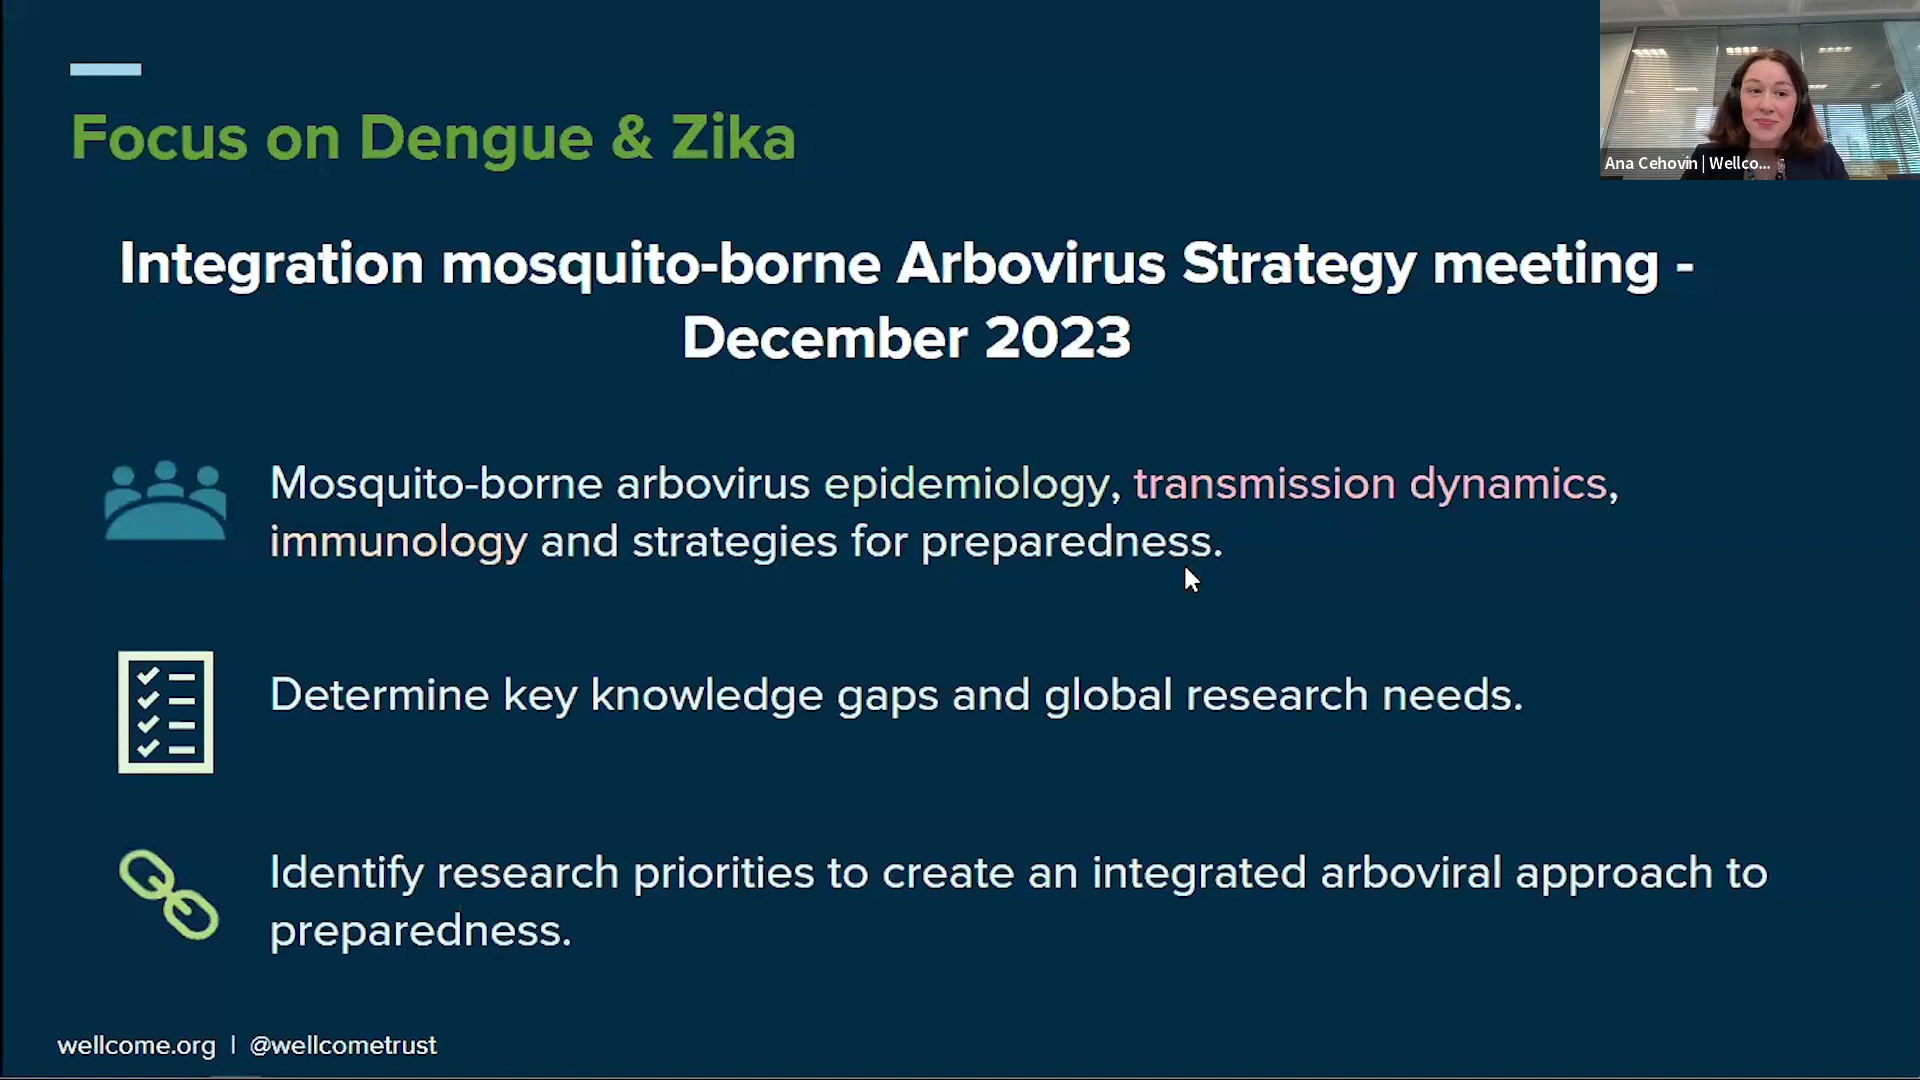 Focus on Dengue & Zika
Ana Cehovin | Wellco...
Integration mosquito-borne Arbovirus Strategy meeting -
December 2023
Mosquito-borne arbovirus epidemiology, transmission dynamics,
immunology and strategies for preparedness.
Determine key knowledge gaps and global research needs.
Identify research priorities to create an integrated arboviral approach to
preparedness.
wellcome.org | @wellcometrust